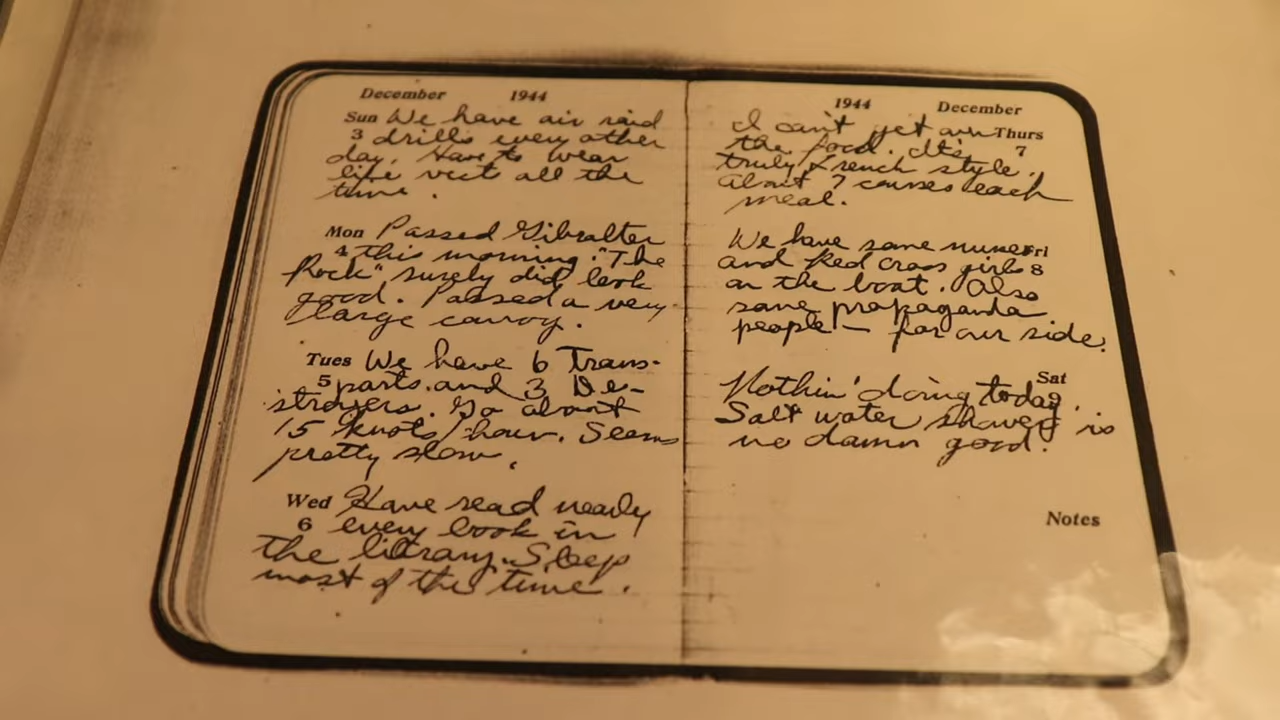 December 1944
Sun We have air raid
3 drills every other
day. Have to wear
life vest all the
time.
Mon Passed Gibralter
4 this morning. "The
Rock" surely did look
good. Passed a very
large convoy.
Tues We have 6 Trans-
5 ports and 3 De-
stroyers. Go about
15 knots/hour. Seems
pretty slow.
Wed Have read nearly
6 every book in
the library. Sleep
most of the time.
1944 December
I can't get over Thurs
the food. It's 7
truly French style.
About 7 courses each
meal.
We have some nurses Fri
and Red Cross girls 8
on the boat. Also
some propaganda
people — for our side.
Sat
Nothin' doing today.
Salt water shaves is
no damn good.
Notes